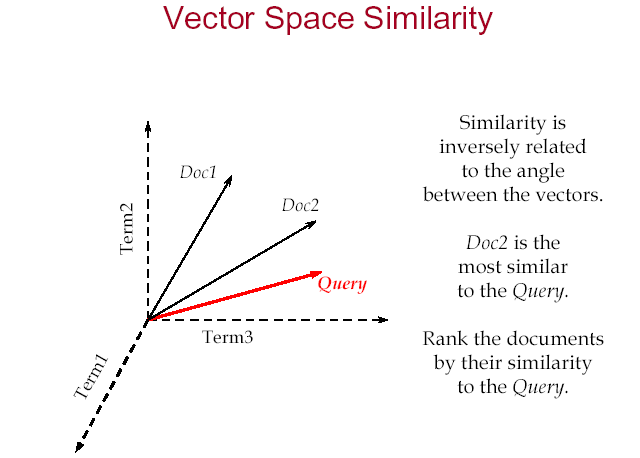 Vector Space Similarity
Doc1
Doc2
Query
Term2
Term3
Term1
Similarity is
inversely related
to the angle
between the vectors.
Doc2 is the
most similar
to the Query.
Rank the documents
by their similarity
to the Query.